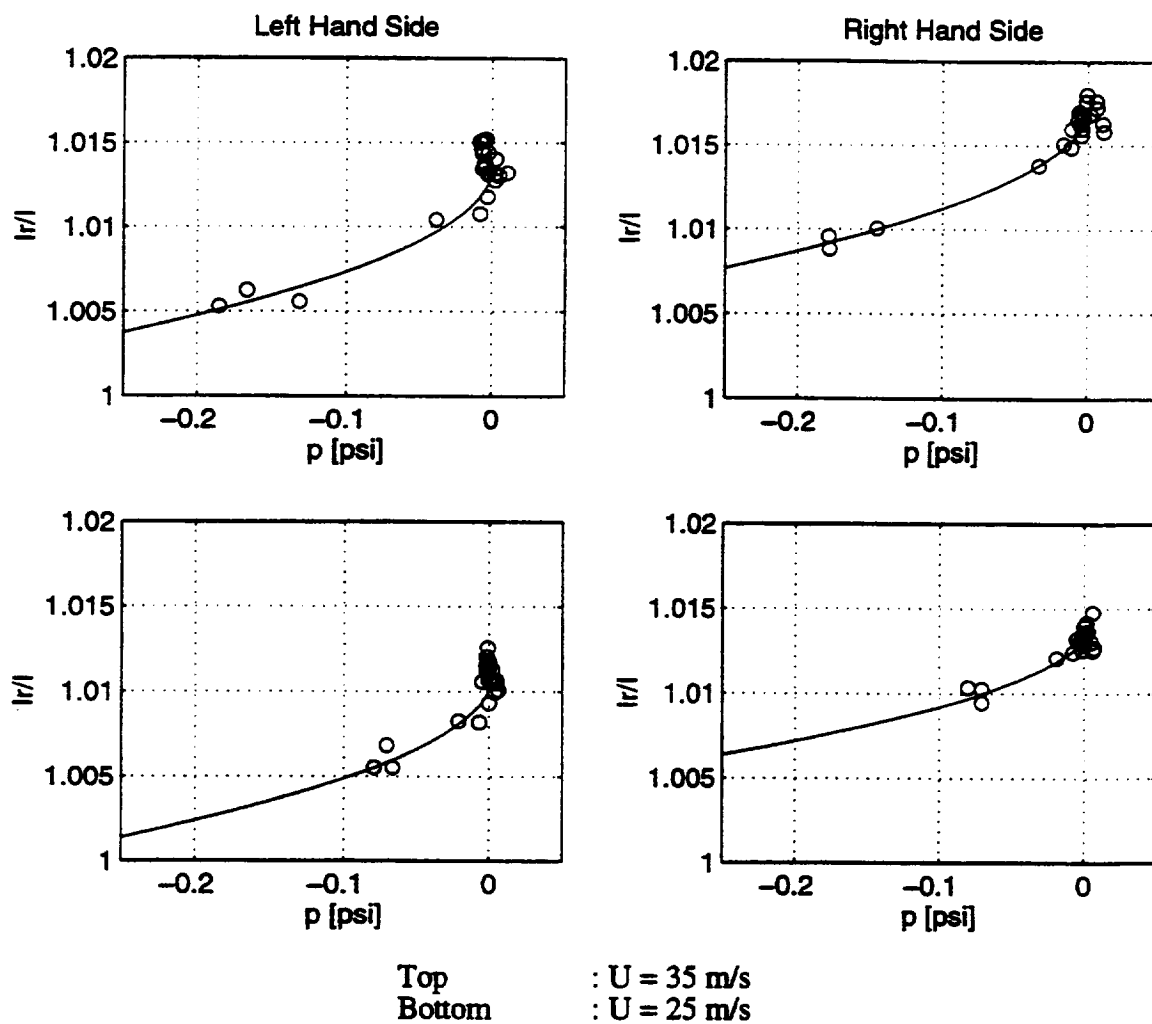 Left Hand Side
Right Hand Side
1.02
1.015
1.01
1.005
1
Ir/I
−0.2 −0.1 0
p [psi]
1.02
1.015
1.01
1.005
1
Ir/I
−0.2 −0.1 0
p [psi]
1.02
1.015
1.01
1.005
1
Ir/I
−0.2 −0.1 0
p [psi]
1.02
1.015
1.01
1.005
1
Ir/I
−0.2 −0.1 0
p [psi]
Top : U = 35 m/s
Bottom : U = 25 m/s